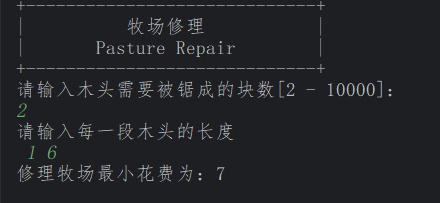 +-----------------------------+
|          牧场修理           |
|       Pasture Repair        |
+-----------------------------+
请输入木头需要被锯成的块数[2 - 10000]:
2
请输入每一段木头的长度
1 6
修理牧场最小花费为：7